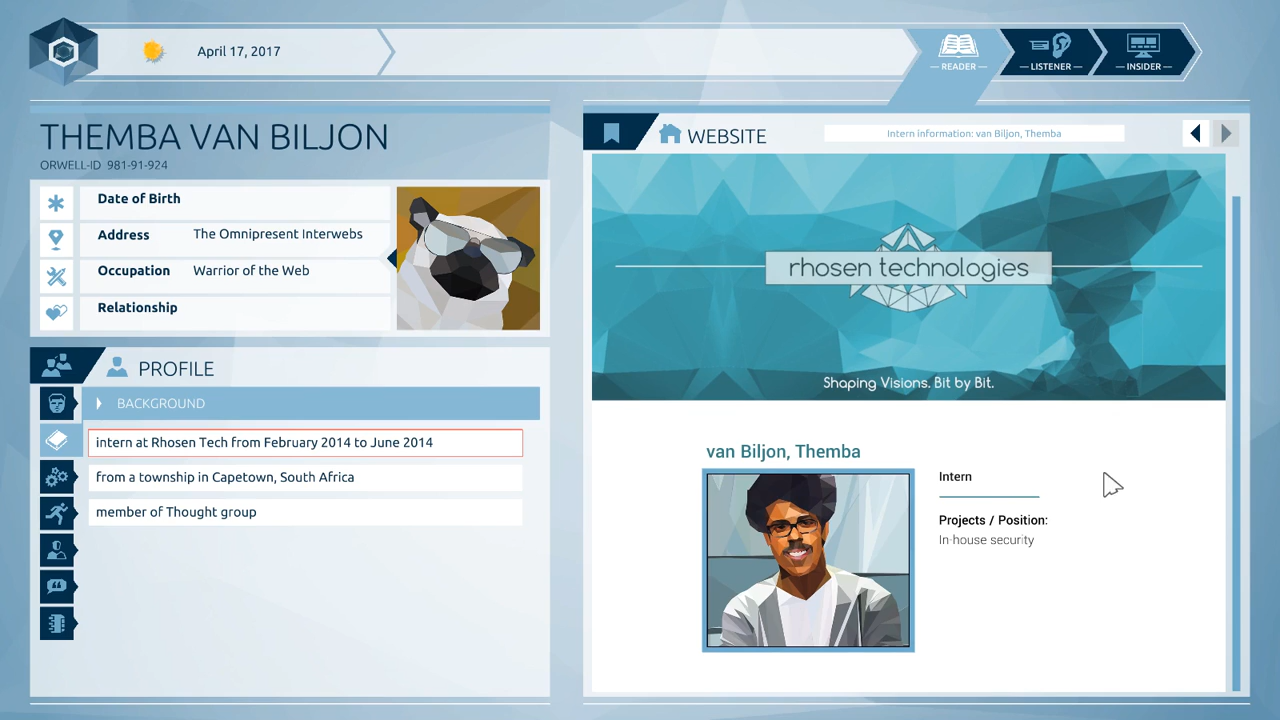 April 17, 2017
READER
LISTENER
INSIDER
THEMBA VAN BILJON
ORWELL-ID 981-91-924
Date of Birth
Address The Omnipresent Interwebs
Occupation Warrior of the Web
Relationship
PROFILE
BACKGROUND
intern at Rhosen Tech from February 2014 to June 2014
from a township in Capetown, South Africa
member of Thought group
WEBSITE
Intern information: van Biljon, Themba
rhosen technologies
Shaping Visions. Bit by Bit.
van Biljon, Themba
Intern
Projects / Position:
In-house security